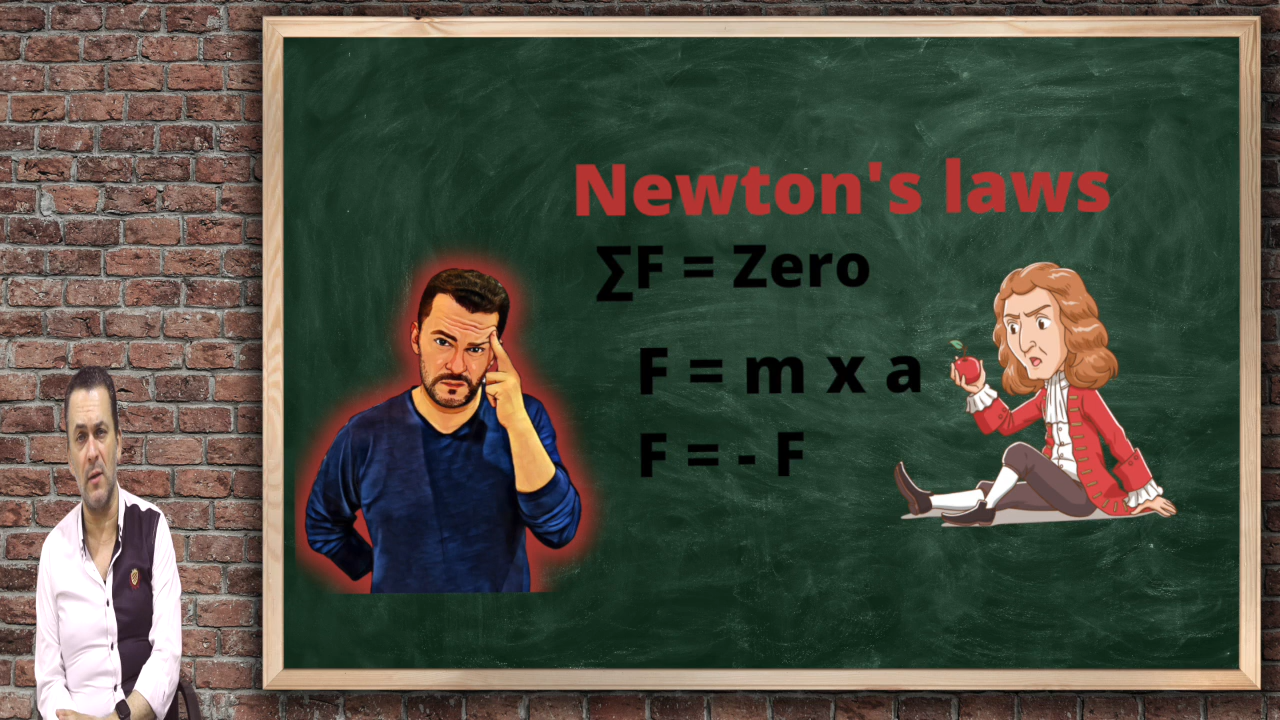 Newton's laws
∑F = Zero
F = m x a
F = - F